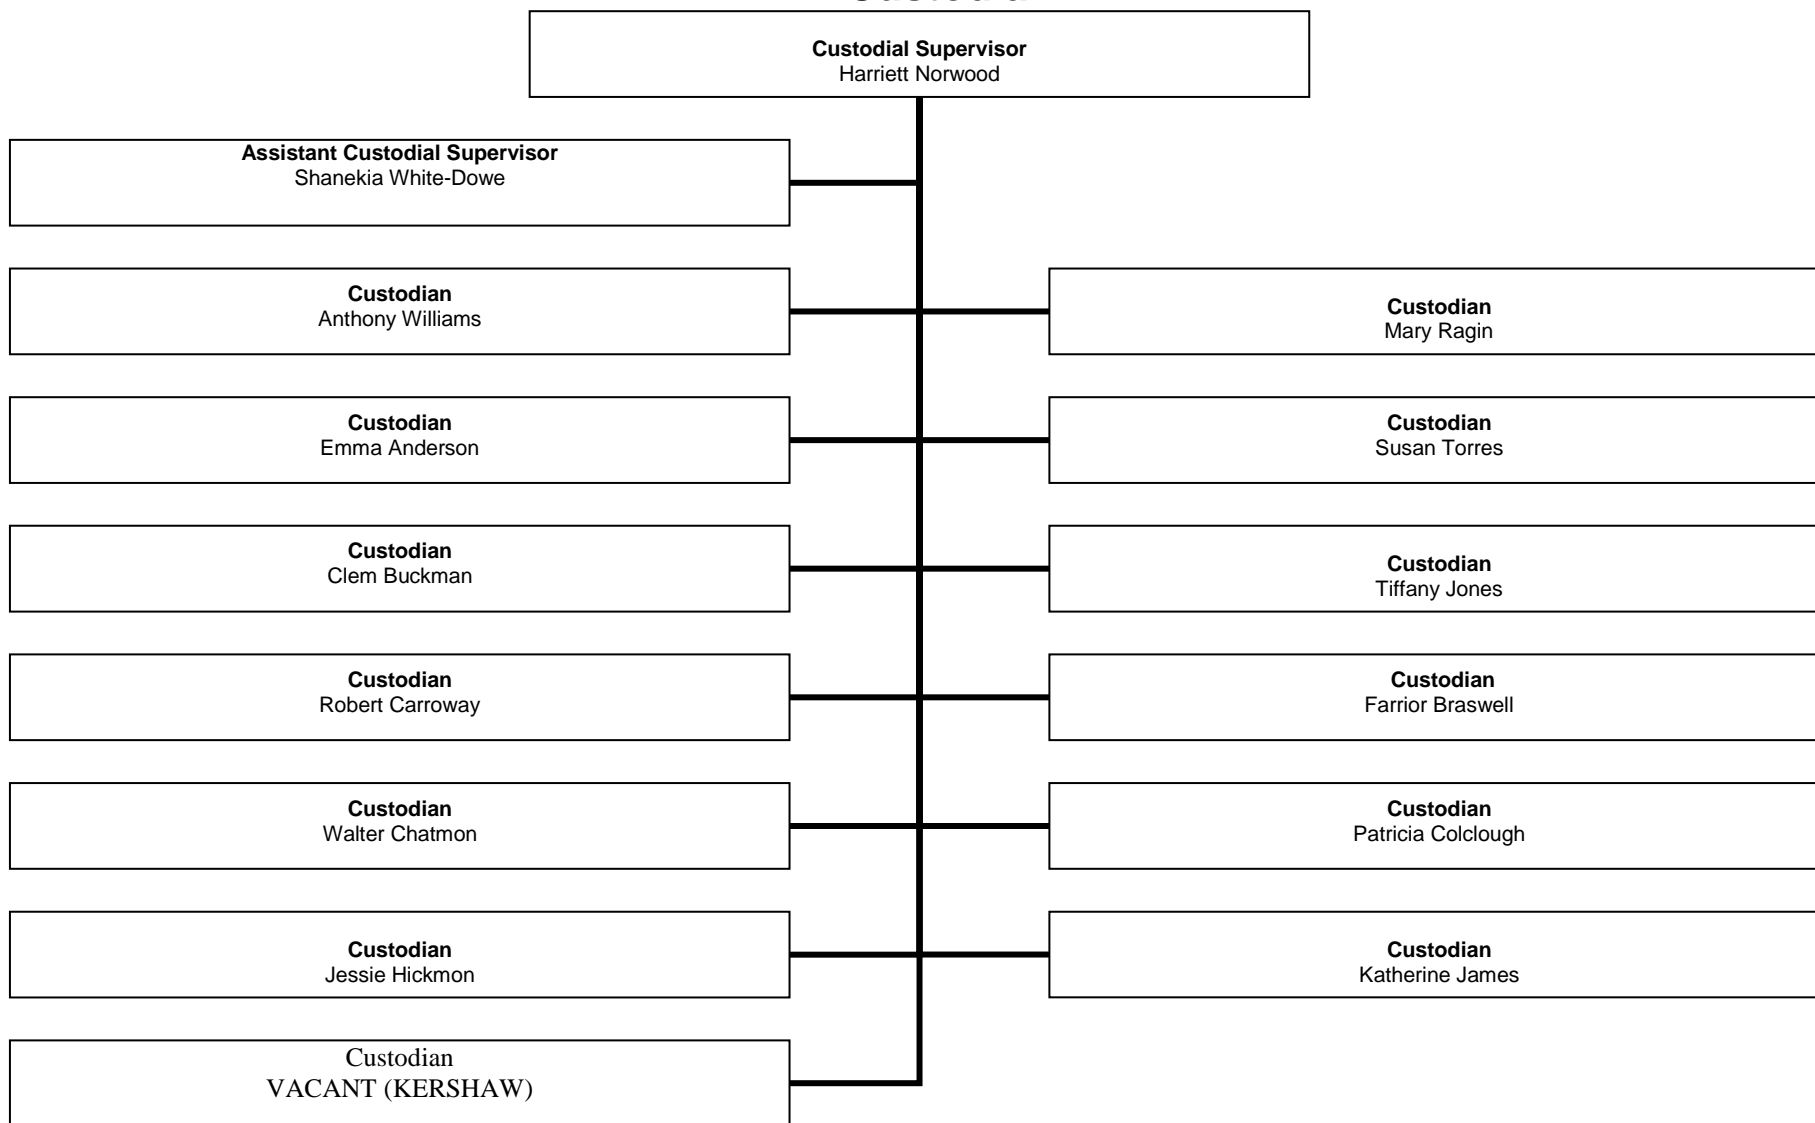 Custodial Supervisor
Harriett Norwood
Assistant Custodial Supervisor
Shanekia White-Dowe
Custodian
Anthony Williams
Custodian
Mary Ragin
Custodian
Emma Anderson
Custodian
Susan Torres
Custodian
Clem Buckman
Custodian
Tiffany Jones
Custodian
Robert Carroway
Custodian
Farrior Braswell
Custodian
Walter Chatmon
Custodian
Patricia Colclough
Custodian
Jessie Hickmon
Custodian
Katherine James
Custodian
VACANT (KERSHAW)